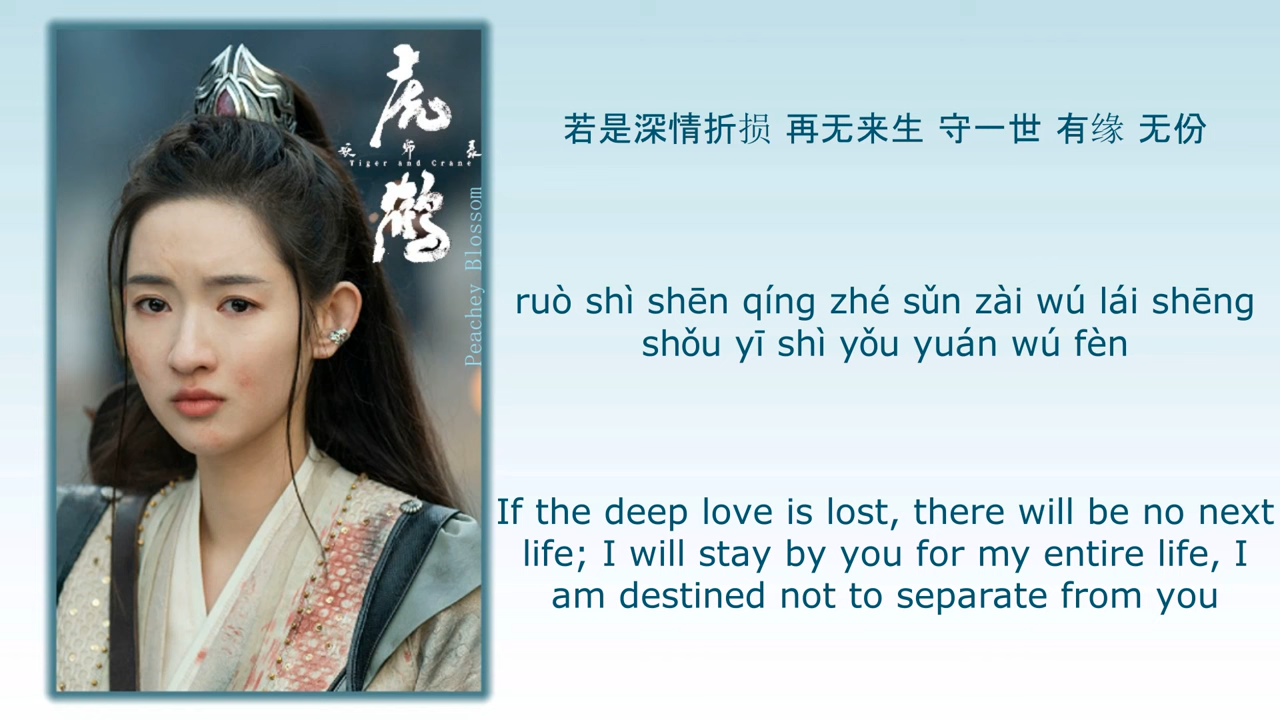 虎
妖 师 录
Tiger and Crane
鹤
Peachey Blossom
若是深情折损 再无来生 守一世 有缘 无份
ruò shì shēn qíng zhé sǔn zài wú lái shēng
shǒu yī shì yǒu yuán wú fèn
If the deep love is lost, there will be no next
life; I will stay by you for my entire life, I
am destined not to separate from you